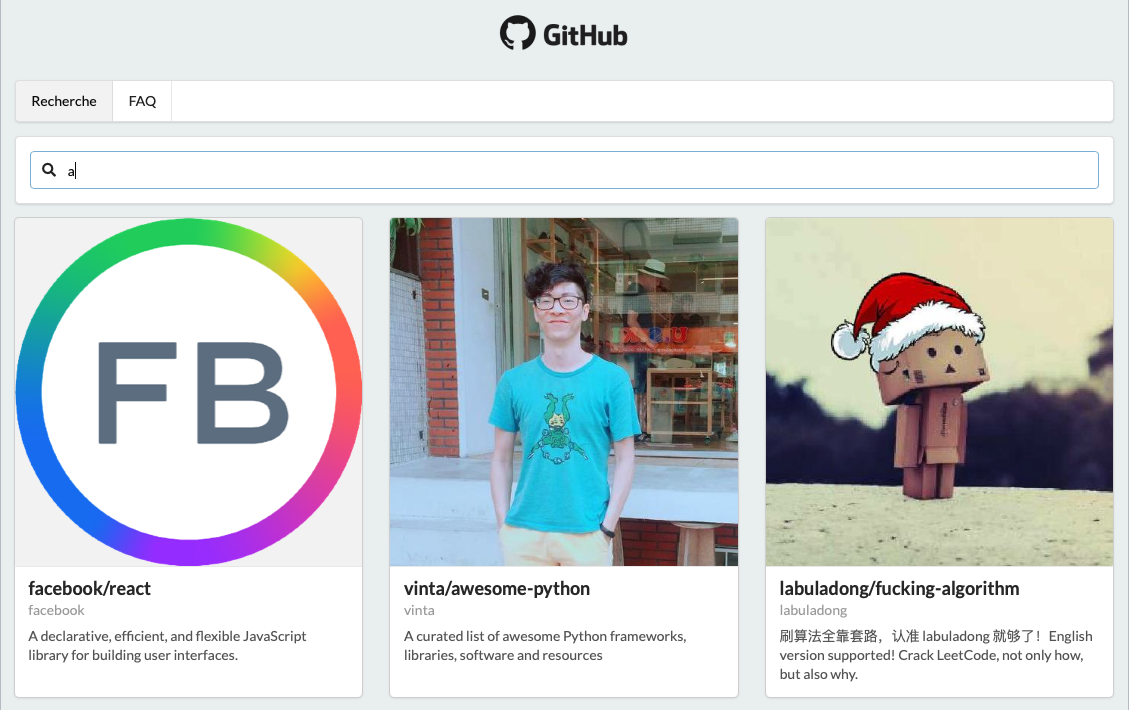 GitHub
Recherche FAQ
a
FB
facebook/react
facebook
A declarative, efficient, and flexible JavaScript
library for building user interfaces.
vinta/awesome-python
vinta
A curated list of awesome Python frameworks,
libraries, software and resources
labuladong/fucking-algorithm
labuladong
刷算法全靠套路，认准 labuladong 就够了！English
version supported! Crack LeetCode, not only how,
but also why.